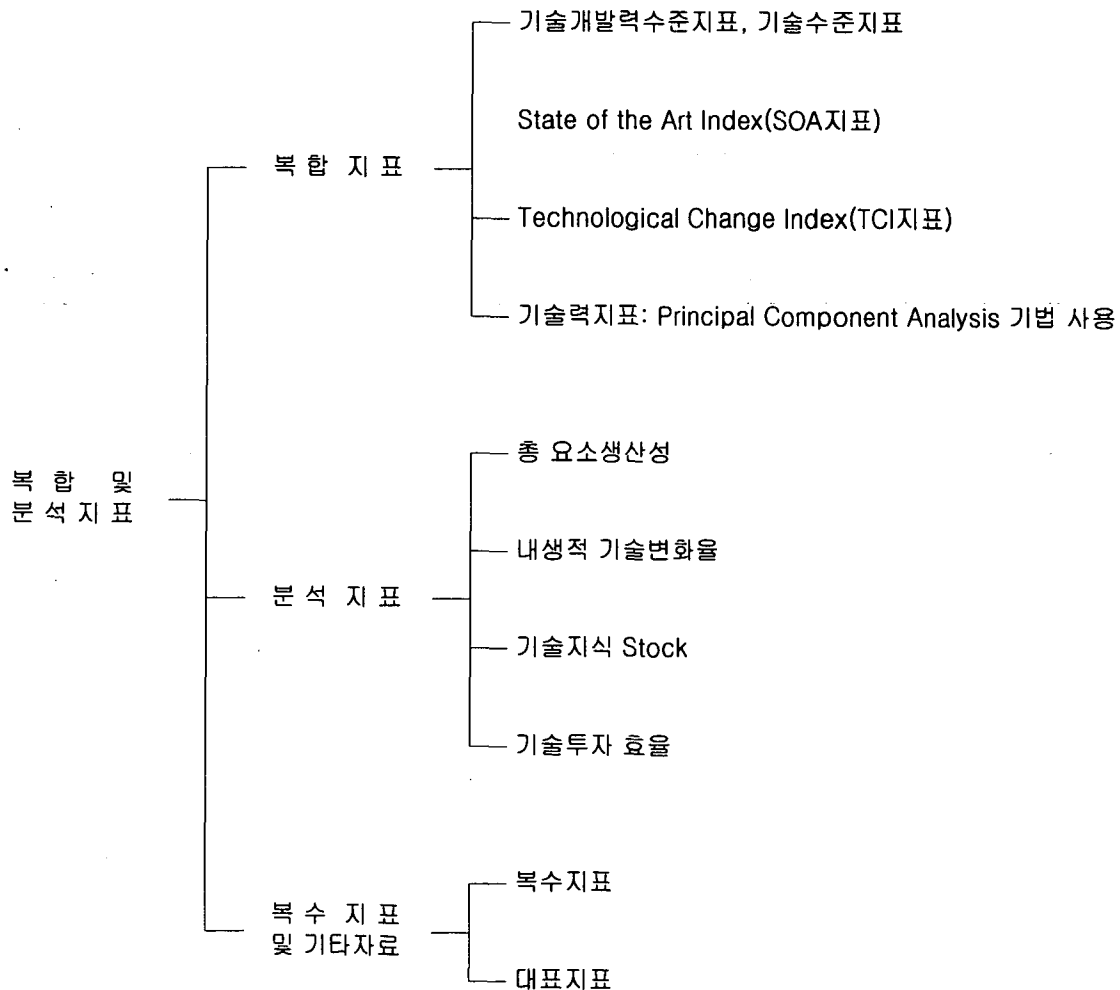 복합 및
분석지표
복합 지표
기술개발력수준지표, 기술수준지표
State of the Art Index(SOA지표)
Technological Change Index(TCI지표)
기술력지표: Principal Component Analysis 기법 사용
분석 지표
총 요소생산성
내생적 기술변화율
기술지식 Stock
기술투자 효율
복수 지표
및 기타자료
복수지표
대표지표